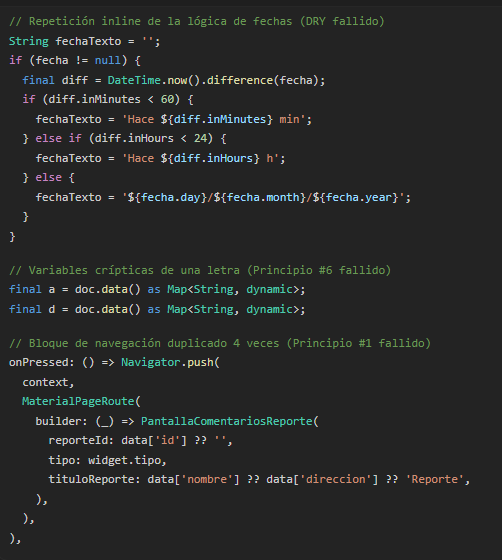 // Repetición inline de la lógica de fechas (DRY fallido)
String fechaTexto = '';
if (fecha != null) {
  final diff = DateTime.now().difference(fecha);
  if (diff.inMinutes < 60) {
    fechaTexto = 'Hace ${diff.inMinutes} min';
  } else if (diff.inHours < 24) {
    fechaTexto = 'Hace ${diff.inHours} h';
  } else {
    fechaTexto = '${fecha.day}/${fecha.month}/${fecha.year}';
  }
}

// Variables crípticas de una letra (Principio #6 fallido)
final a = doc.data() as Map<String, dynamic>;
final d = doc.data() as Map<String, dynamic>;

// Bloque de navegación duplicado 4 veces (Principio #1 fallido)
onPressed: () => Navigator.push(
  context,
  MaterialPageRoute(
    builder: (_) => PantallaComentariosReporte(
      reporteId: data['id'] ?? '',
      tipo: widget.tipo,
      tituloReporte: data['nombre'] ?? data['direccion'] ?? 'Reporte',
    ),
  ),
),